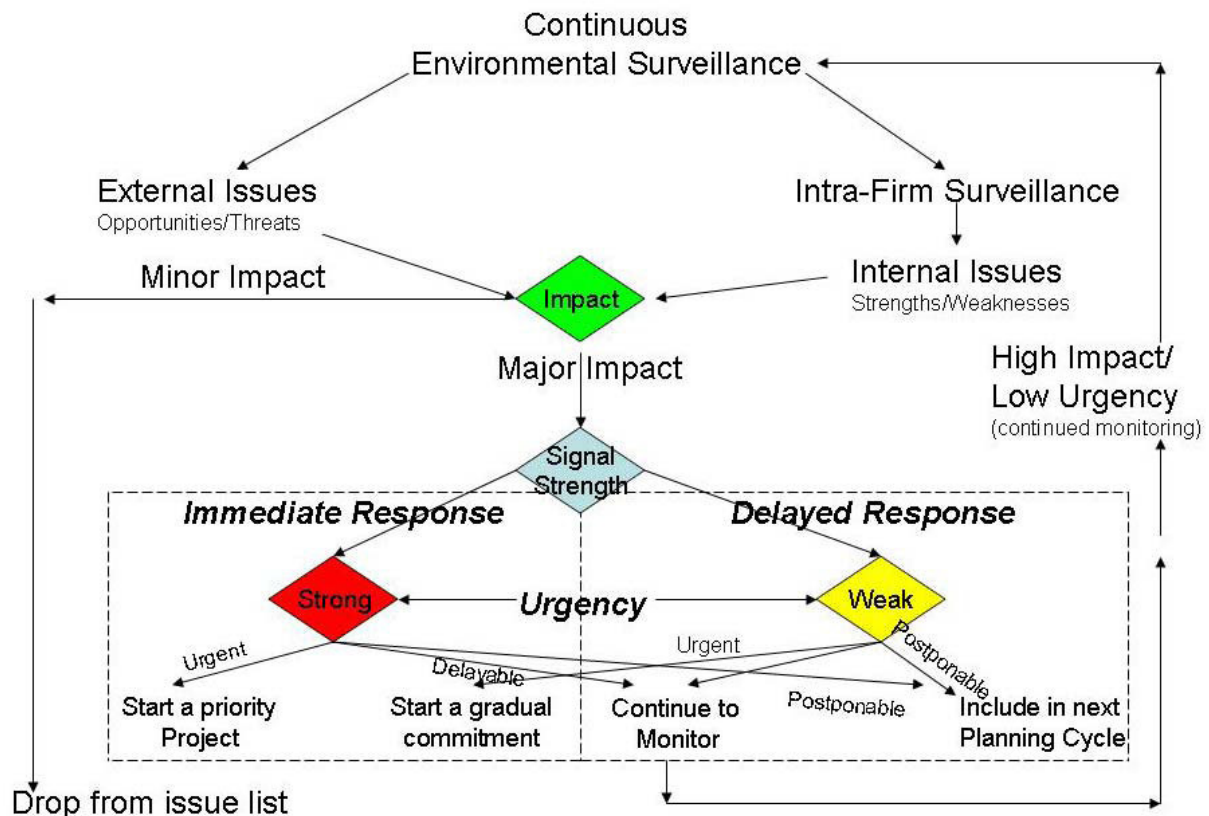 Continuous
Environmental Surveillance
External Issues
Opportunities/Threats
Intra-Firm Surveillance
Minor Impact
Impact
Internal Issues
Strengths/Weaknesses
Major Impact
High Impact/
Low Urgency
(continued monitoring)
Signal
Strength
Immediate Response
Delayed Response
Strong
Urgency
Weak
Urgent
Delayable
Urgent
Postponable
Postponable
Start a priority
Project
Start a gradual
commitment
Continue to
Monitor
Include in next
Planning Cycle
Drop from issue list